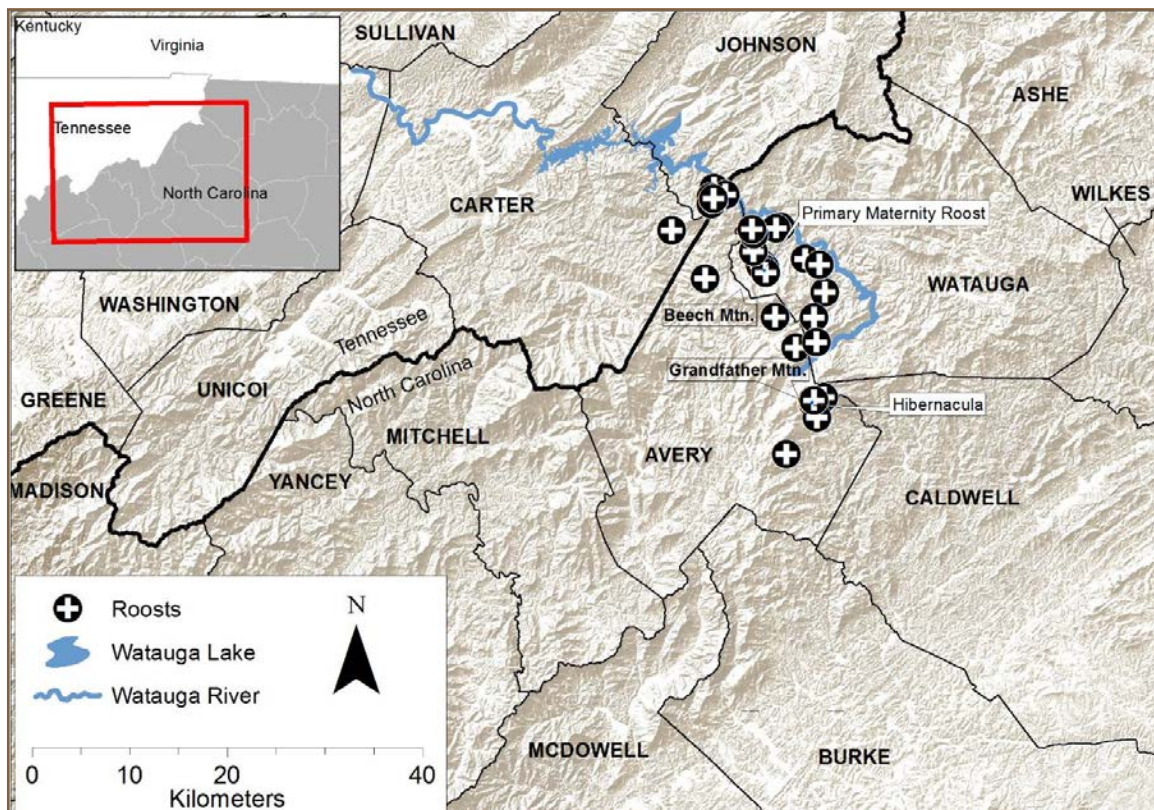 Kentucky
Virginia
Tennessee
North Carolina
SULLIVAN
JOHNSON
ASHE
WILKES
CARTER
Primary Maternity Roost
WATAUGA
WASHINGTON
Beech Mtn.
Tennessee
North Carolina
Grandfather Mtn.
UNICOI
GREENE
Hibernacula
MITCHELL
AVERY
MADISON
YANCEY
CALDWELL
Roosts
N
Watauga Lake
Watauga River
MCDOWELL
BURKE
0 10 20 40
Kilometers